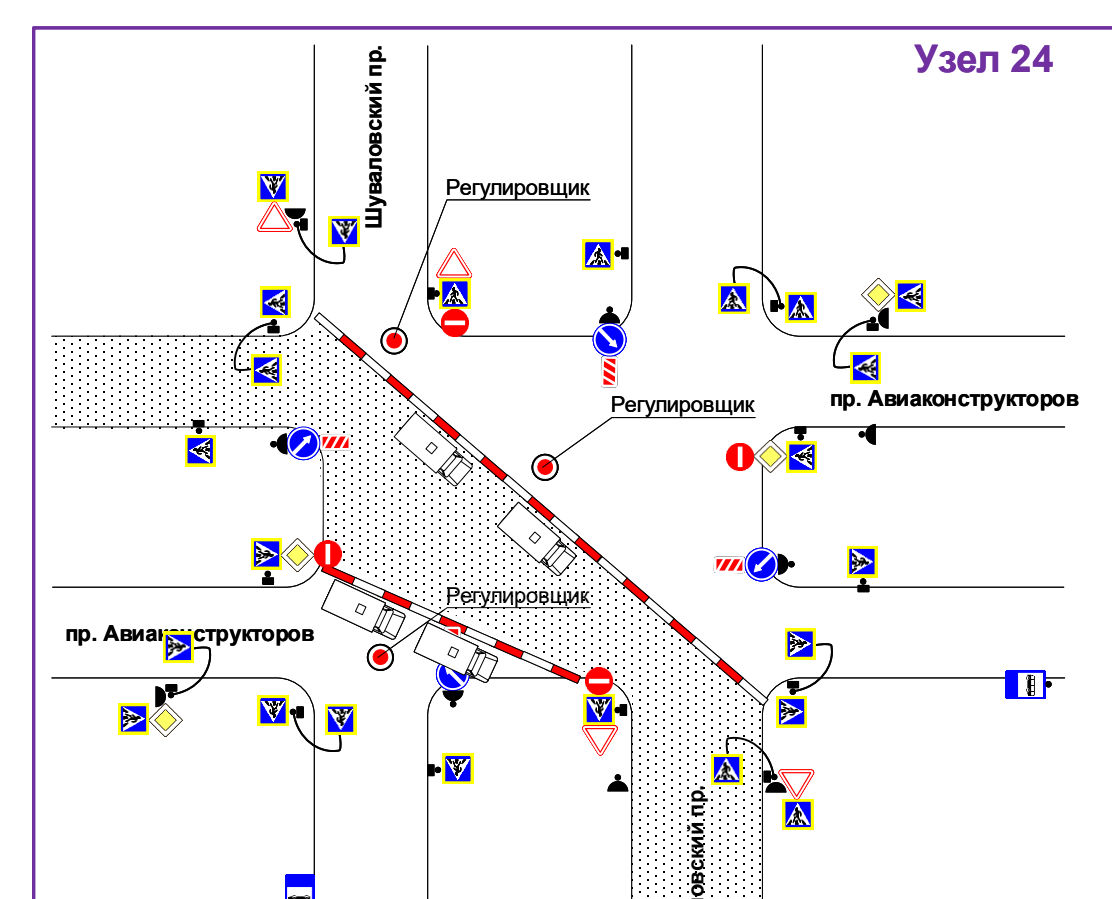 Узел 24
Шуваловский пр.
Регулировщик
Регулировщик
пр. Авиаконструкторов
Регулировщик
пр. Авиаконструкторов
овский пр.